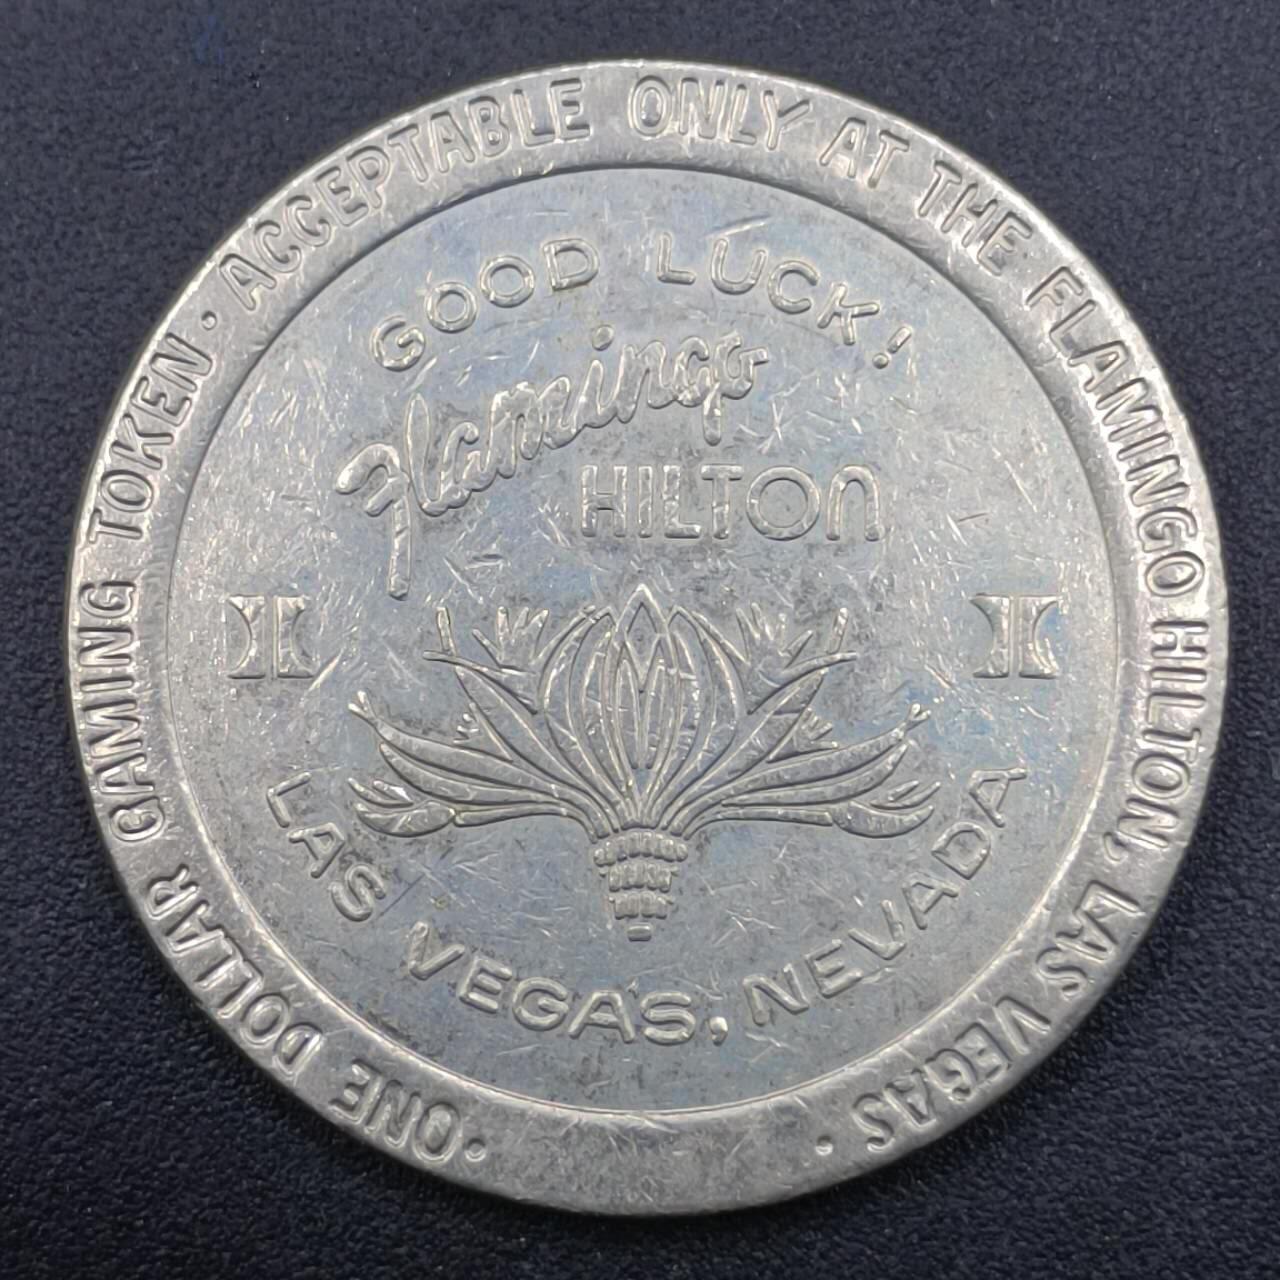 · ONE DOLLAR GAMING TOKEN · ACCEPTABLE ONLY AT THE FLAMINGO HILTON, LAS VEGAS ·
GOOD LUCK!
Flamingo
HILTON
LAS VEGAS, NEVADA